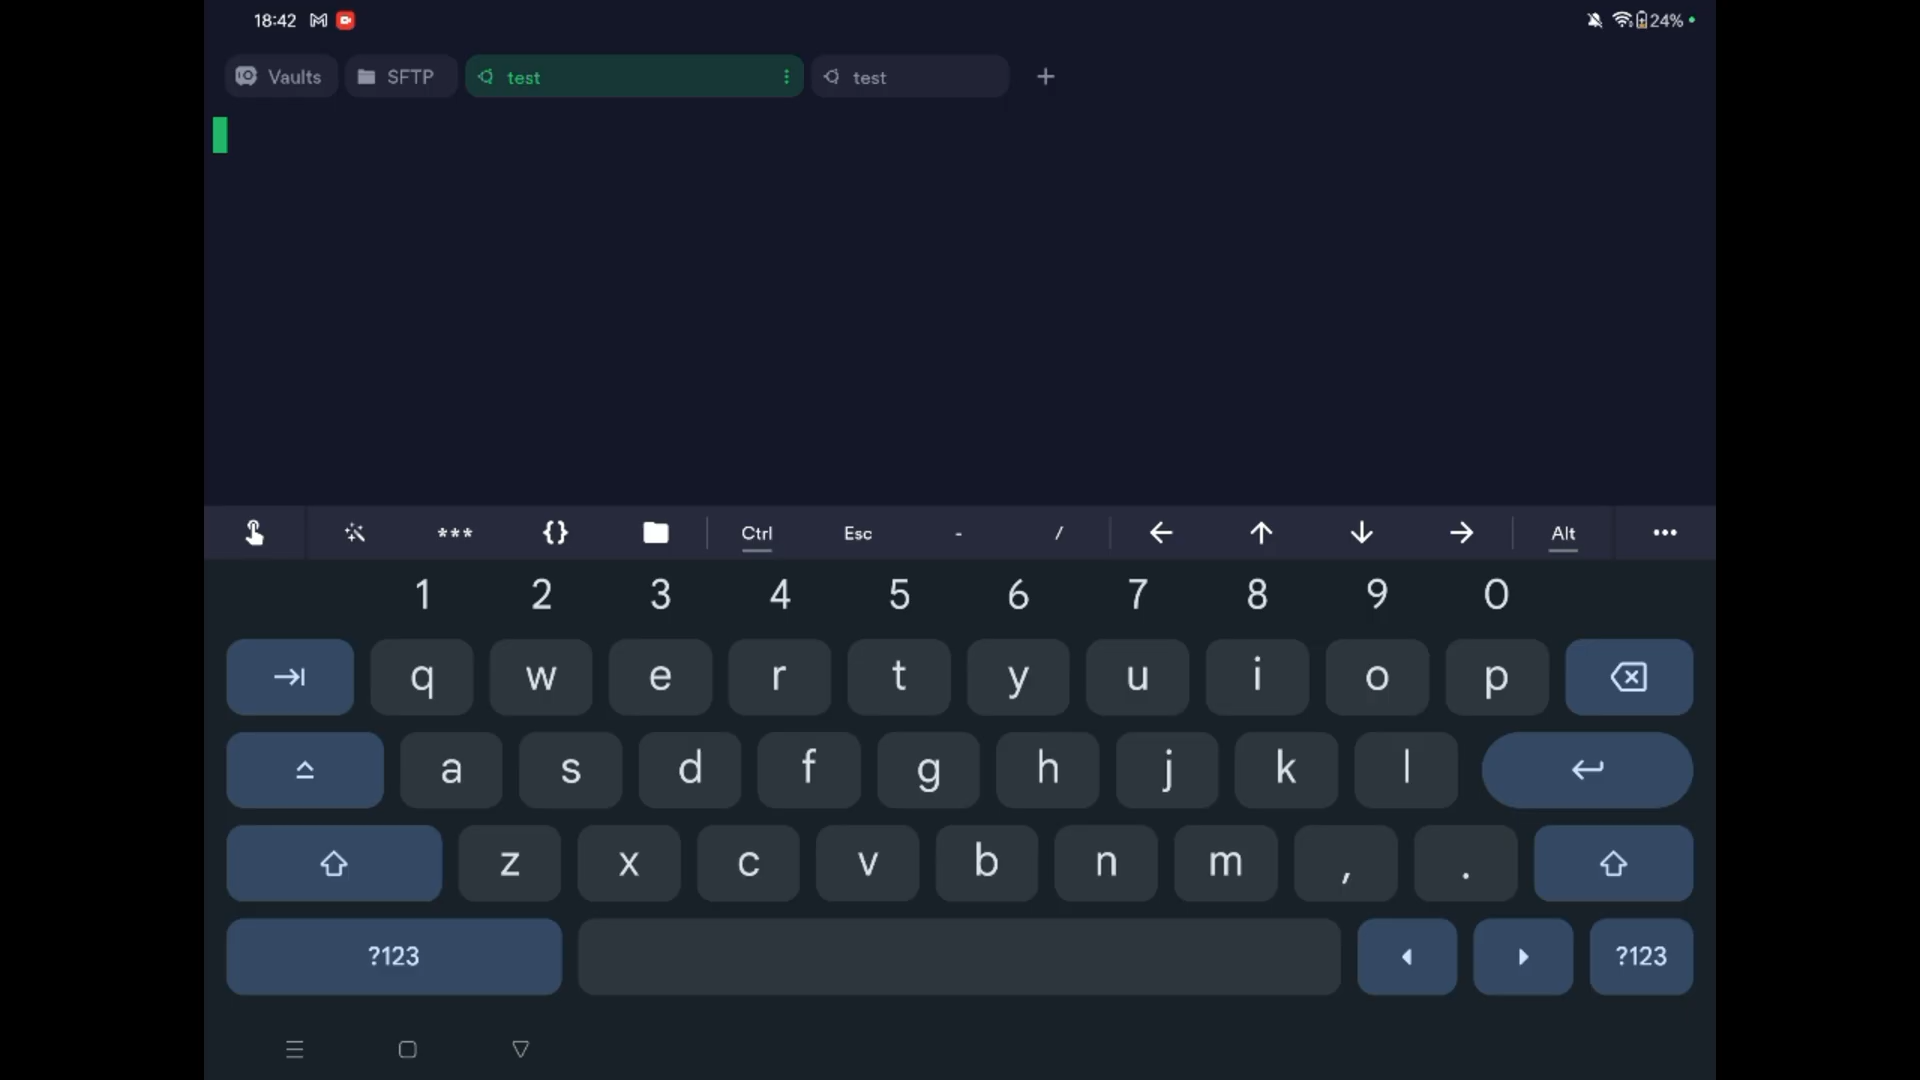 18:42 24%
Vaults SFTP test test +
*** {} Ctrl Esc - / Alt
1 2 3 4 5 6 7 8 9 0
q w e r t y u i o p
a s d f g h j k l
z x c v b n m , .
?123 ?123